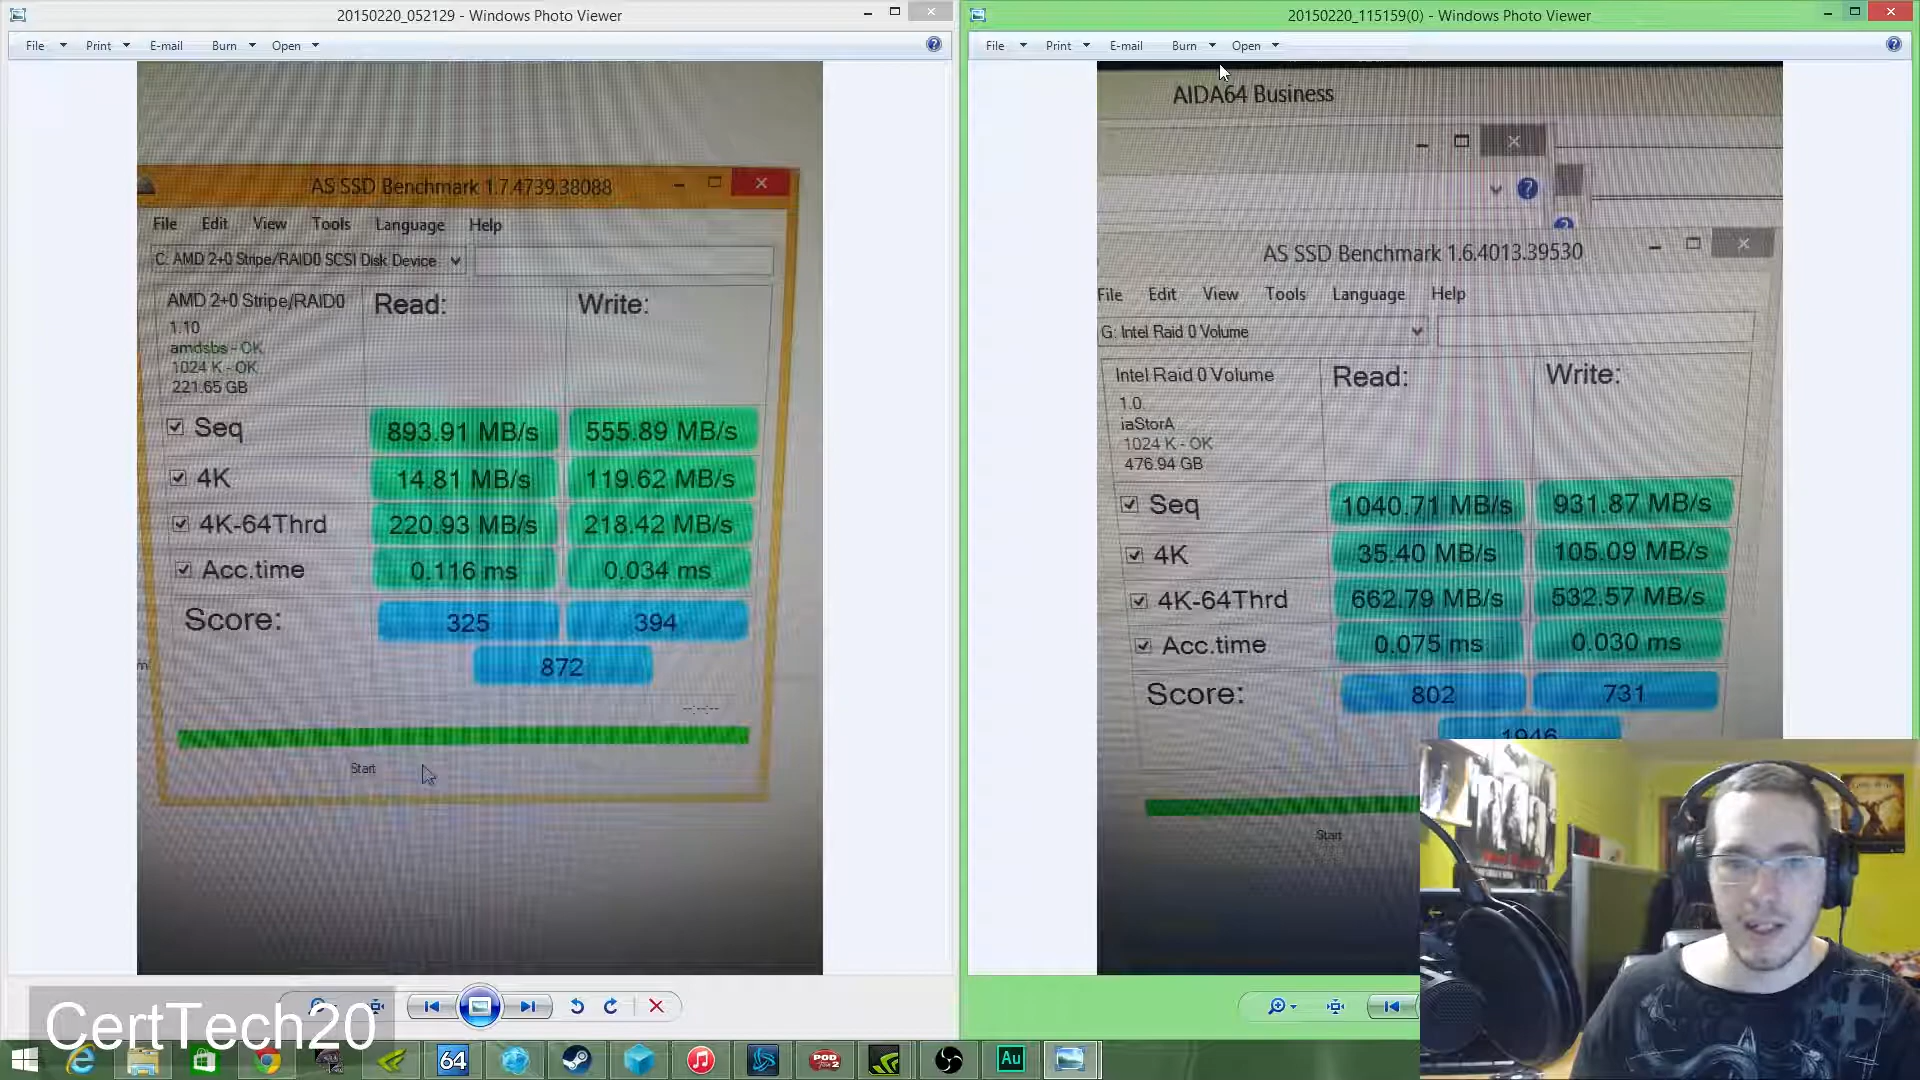 20150220_052129 - Windows Photo Viewer
File Print E-mail Burn Open
AS SSD Benchmark 1.7.4739.38088
File Edit View Tools Language Help
C: AMD 2+0 Stripe/RAID0 SCSI Disk Device
AMD 2+0 Stripe/RAID0
1.10
amdsbs - OK
1024 K - OK
221.65 GB
Read: Write:
Seq 893.91 MB/s 555.89 MB/s
4K 14.81 MB/s 119.62 MB/s
4K-64Thrd 220.93 MB/s 218.42 MB/s
Acc.time 0.116 ms 0.034 ms
Score: 325 394
872
--:--:--
Start
20150220_115159(0) - Windows Photo Viewer
File Print E-mail Burn Open
AIDA64 Business
AS SSD Benchmark 1.6.4013.39530
File Edit View Tools Language Help
G: Intel Raid 0 Volume
Intel Raid 0 Volume
1.0.
iaStorA
1024 K - OK
476.94 GB
Read: Write:
Seq 1040.71 MB/s 931.87 MB/s
4K 35.40 MB/s 105.09 MB/s
4K-64Thrd 662.79 MB/s 532.57 MB/s
Acc.time 0.075 ms 0.030 ms
Score: 802 731
1946
Start
CertTech20
64
POD
Au